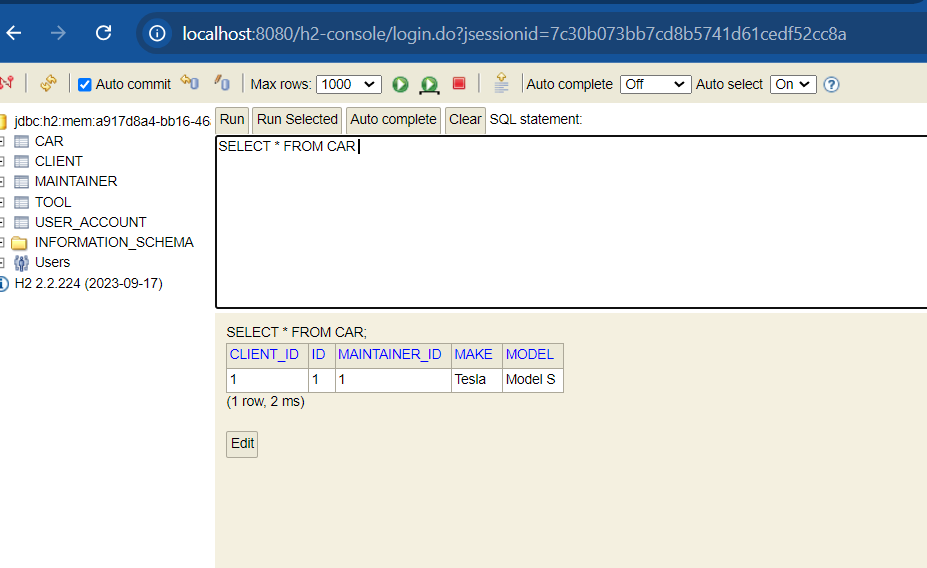 localhost:8080/h2-console/login.do?jsessionid=7c30b073bb7cd8b5741d61cedf52cc8a
Auto commit Max rows: 1000 Auto complete Off Auto select On
jdbc:h2:mem:a917d8a4-bb16-46
CAR
CLIENT
MAINTAINER
TOOL
USER_ACCOUNT
INFORMATION_SCHEMA
Users
H2 2.2.224 (2023-09-17)
Run Run Selected Auto complete Clear SQL statement:
SELECT * FROM CAR
SELECT * FROM CAR;
CLIENT_ID ID MAINTAINER_ID MAKE MODEL
1 1 1 Tesla Model S
(1 row, 2 ms)
Edit